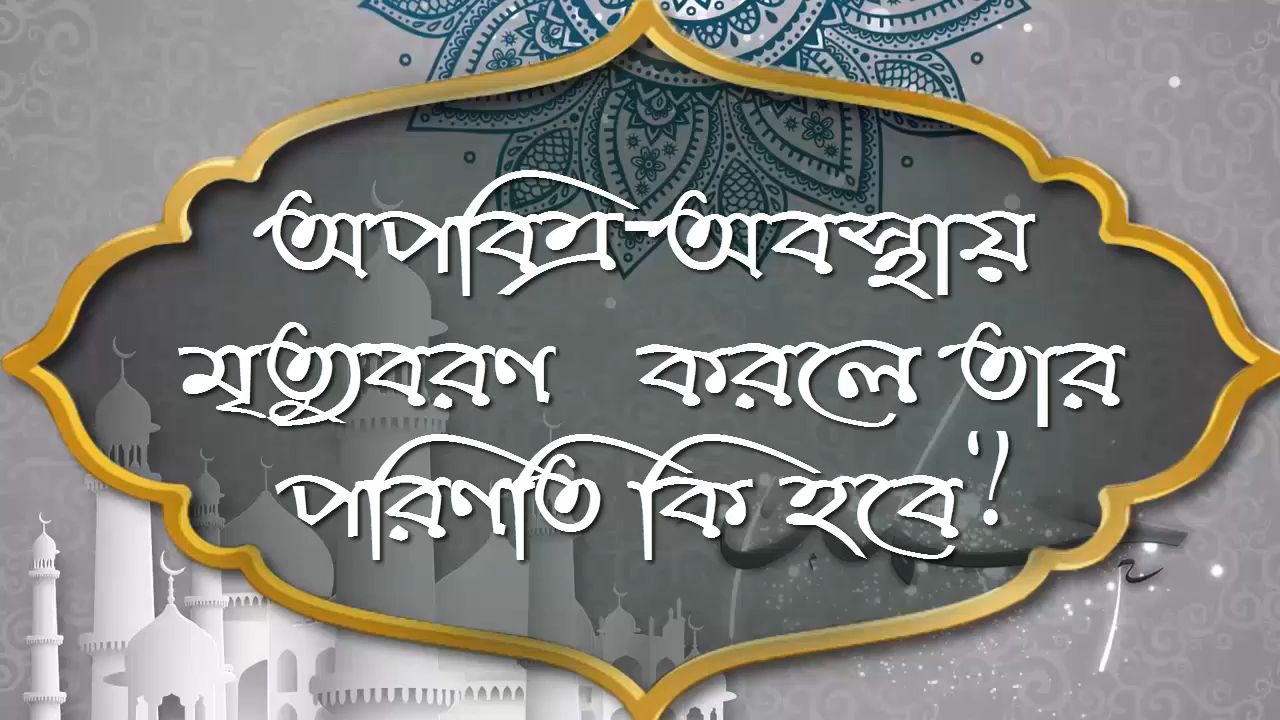 অপবিত্র-অবস্থায়
মৃত্যুবরণ করলে তার
পরিণতি কি হবে?